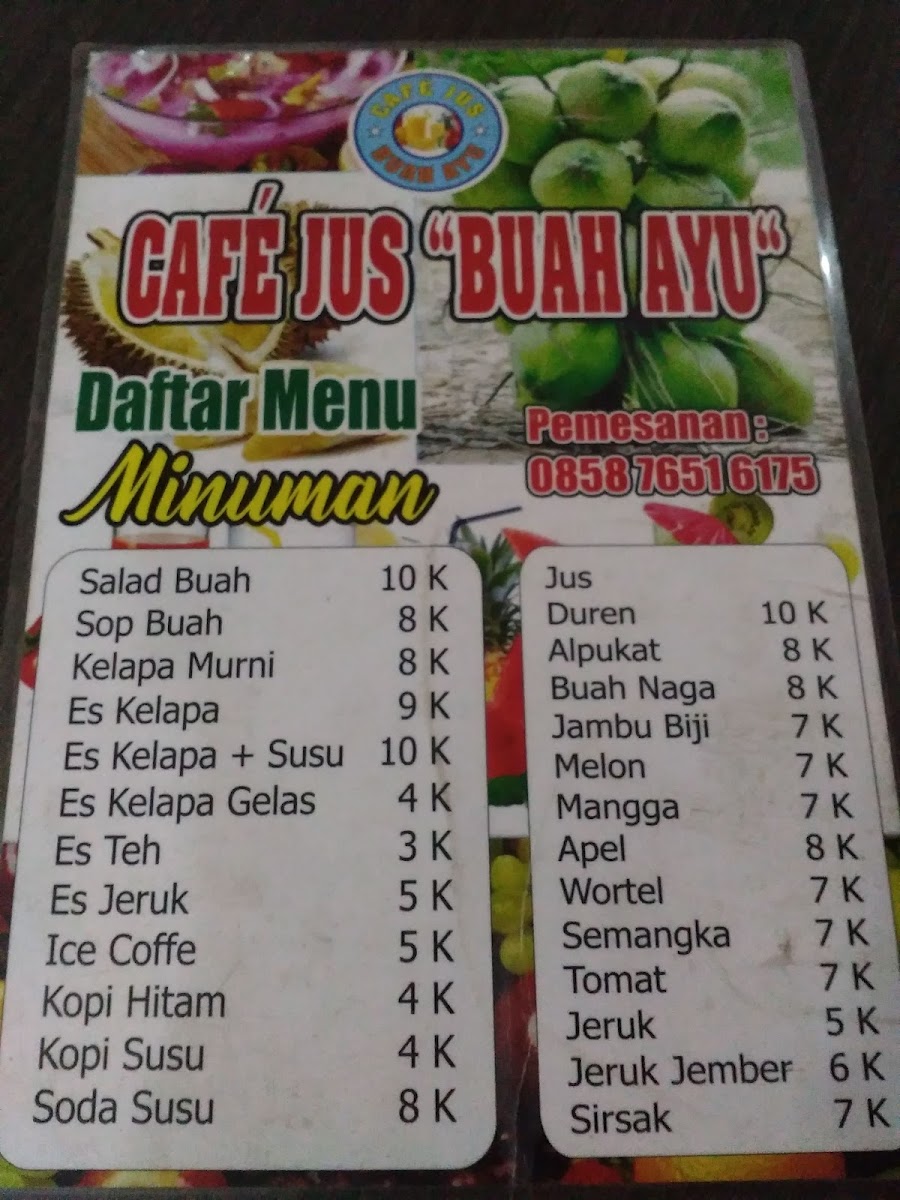 CAFÉ JUS
BUAH AYU
CAFÉ JUS "BUAH AYU"
Daftar Menu
Minuman
Pemesanan :
0858 7651 6175
Salad Buah 10 K
Sop Buah 8 K
Kelapa Murni 8 K
Es Kelapa 9 K
Es Kelapa + Susu 10 K
Es Kelapa Gelas 4 K
Es Teh 3 K
Es Jeruk 5 K
Ice Coffe 5 K
Kopi Hitam 4 K
Kopi Susu 4 K
Soda Susu 8 K
Jus
Duren 10 K
Alpukat 8 K
Buah Naga 8 K
Jambu Biji 7 K
Melon 7 K
Mangga 7 K
Apel 8 K
Wortel 7 K
Semangka 7 K
Tomat 7 K
Jeruk 5 K
Jeruk Jember 6 K
Sirsak 7 K